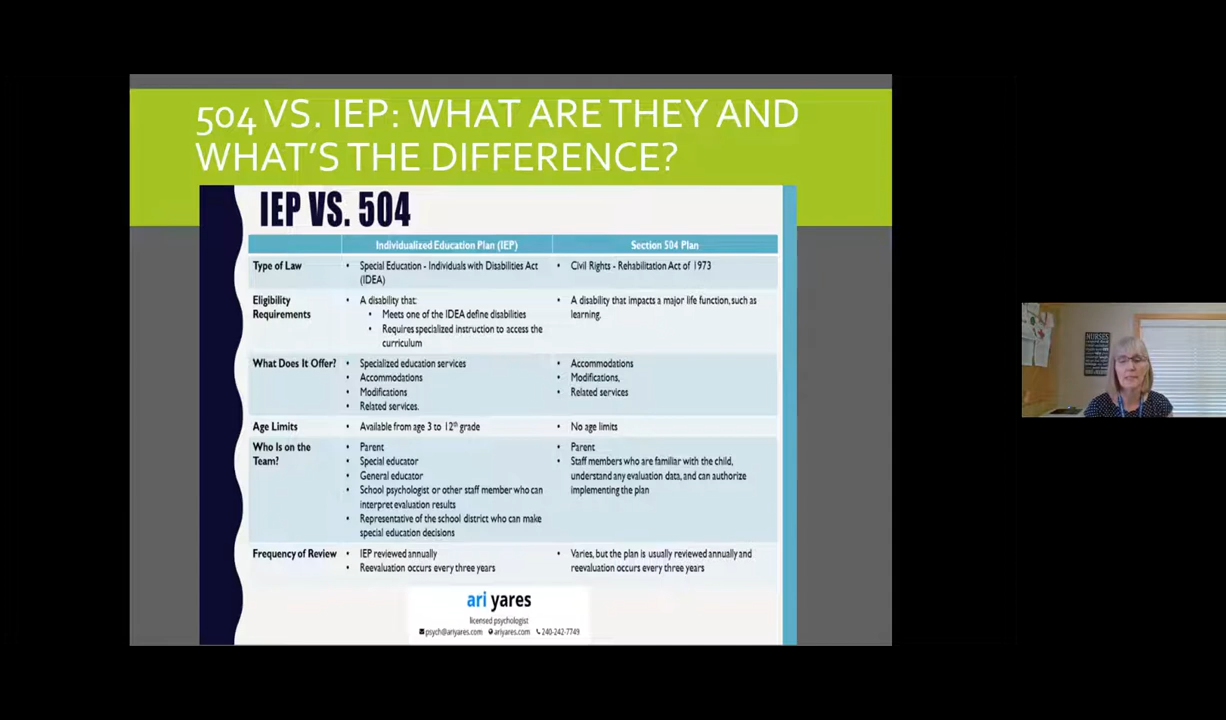 504 VS. IEP: WHAT ARE THEY AND
WHAT'S THE DIFFERENCE?
IEP VS. 504
Individualized Education Plan (IEP) Section 504 Plan
Type of Law • Special Education - Individuals with Disabilities Act • Civil Rights - Rehabilitation Act of 1973
(IDEA)
Eligibility • A disability that: • A disability that impacts a major life function, such as
Requirements • Meets one of the IDEA define disabilities learning.
• Requires specialized instruction to access the
curriculum
What Does It Offer? • Specialized education services • Accommodations
• Accommodations • Modifications,
• Modifications • Related services
• Related services.
Age Limits • Available from age 3 to 12th grade • No age limits
Who Is on the • Parent • Parent
Team? • Special educator • Staff members who are familiar with the child,
• General educator understand any evaluation data, and can authorize
• School psychologist or other staff member who can implementing the plan
interpret evaluation results
• Representative of the school district who can make
special education decisions
Frequency of Review • IEP reviewed annually • Varies, but the plan is usually reviewed annually and
• Reevaluation occurs every three years reevaluation occurs every three years
ari yares
licensed psychologist
psych@ariyares.com ariyares.com 240-242-7749
NURSES